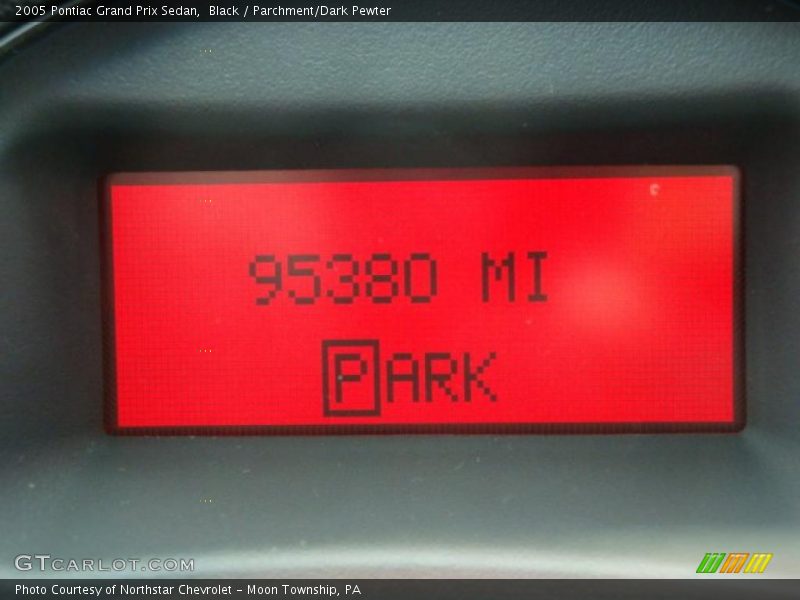 2005 Pontiac Grand Prix Sedan,  Black / Parchment/Dark Pewter
95380 MI
PARK
GTCARLOT.COM
Photo Courtesy of Northstar Chevrolet - Moon Township, PA